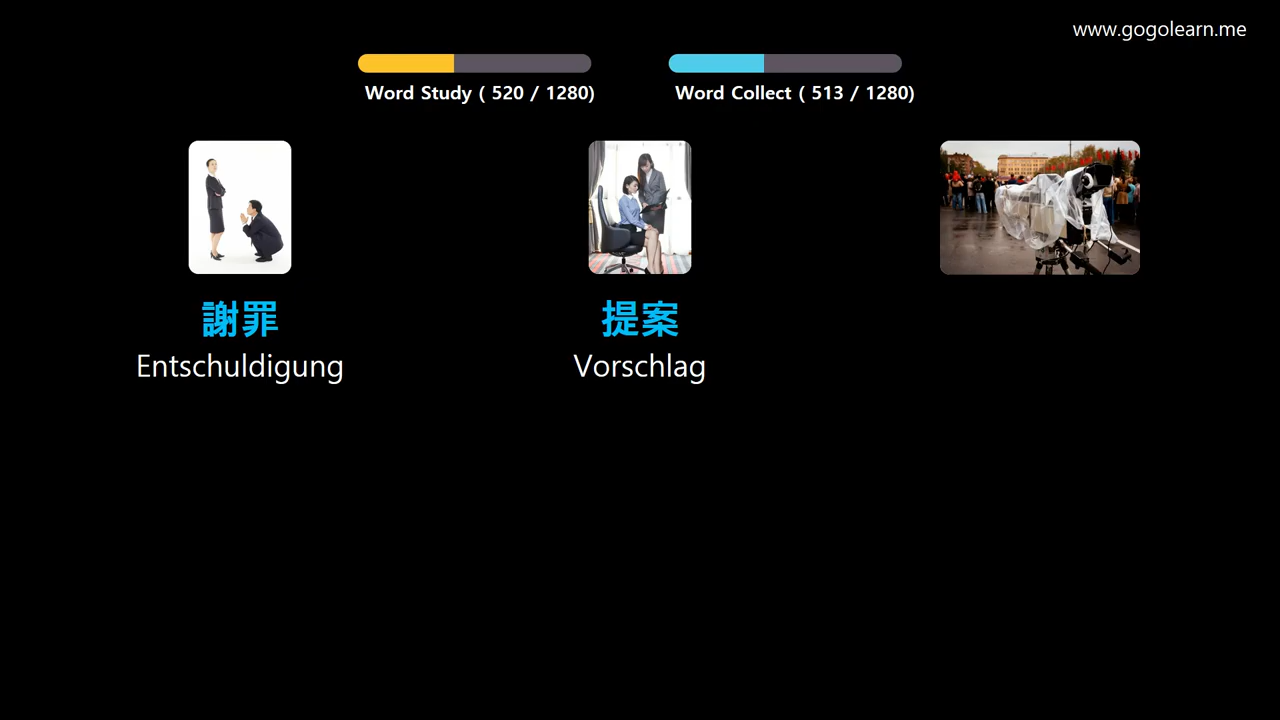 www.gogolearn.me
Word Study ( 520 / 1280)
Word Collect ( 513 / 1280)
謝罪
Entschuldigung
提案
Vorschlag